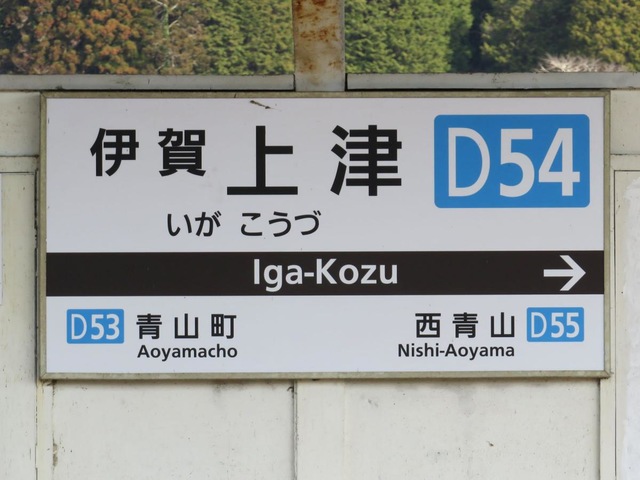 伊賀上津 D54
いが こうづ
Iga-Kozu →
D53 青山町 西青山 D55
Aoyamacho Nishi-Aoyama